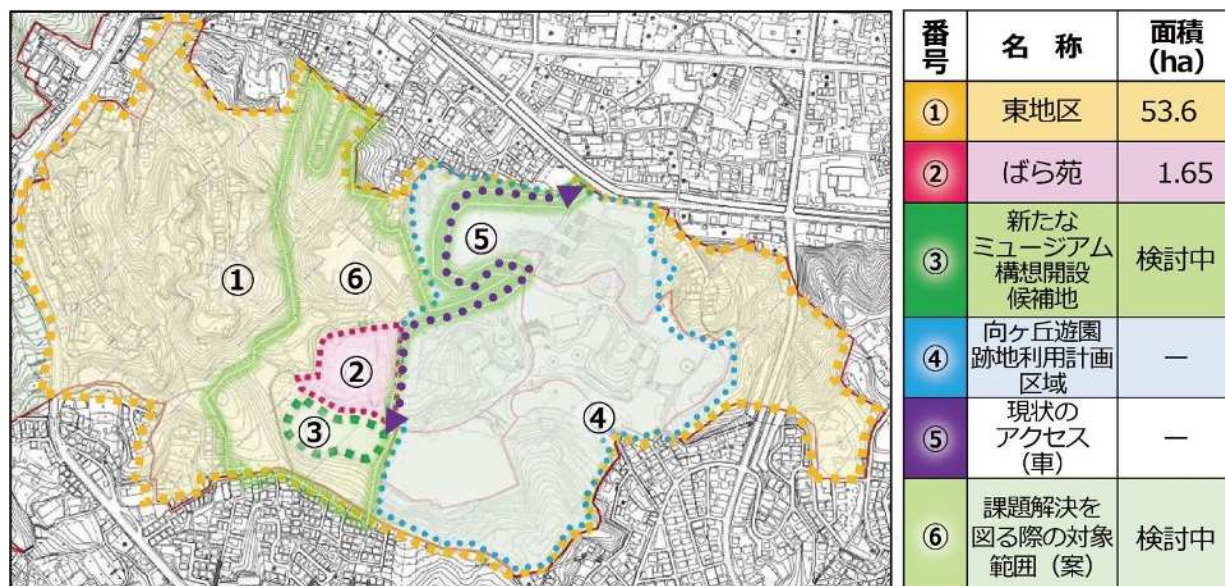 ①
②
③
④
⑤
⑥
番号 名 称 面積(ha)
① 東地区 53.6
② ばら苑 1.65
③ 新たな
ミュージアム
構想開設
候補地 検討中
④ 向ヶ丘遊園
跡地利用計画
区域 ―
⑤ 現状の
アクセス
(車) ―
⑥ 課題解決を
図る際の対象
範囲(案) 検討中